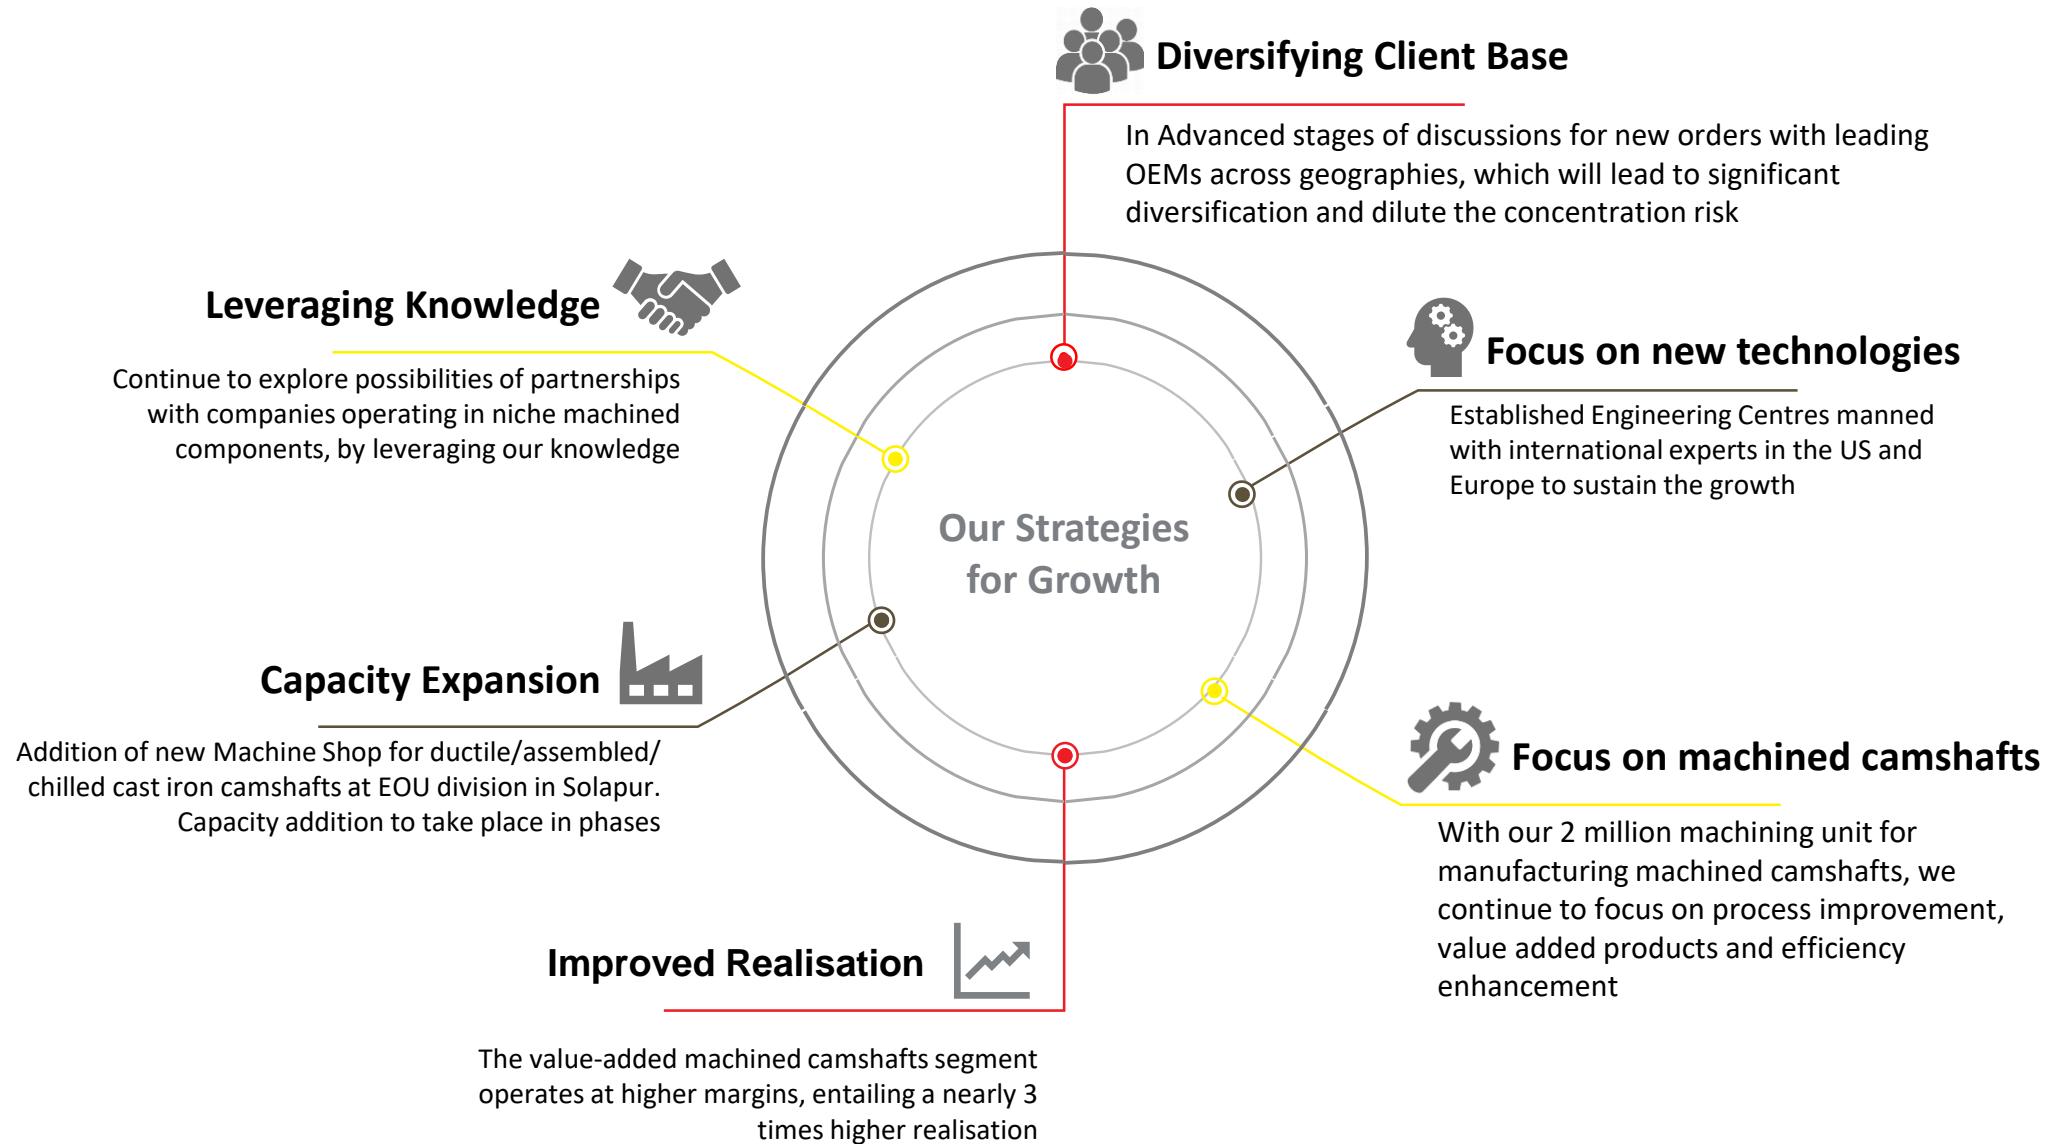 Diversifying Client Base
In Advanced stages of discussions for new orders with leading
OEMs across geographies, which will lead to significant
diversification and dilute the concentration risk
Leveraging Knowledge
Continue to explore possibilities of partnerships
with companies operating in niche machined
components, by leveraging our knowledge
Focus on new technologies
Established Engineering Centres manned
with international experts in the US and
Europe to sustain the growth
Our Strategies
for Growth
Capacity Expansion
Addition of new Machine Shop for ductile/assembled/
chilled cast iron camshafts at EOU division in Solapur.
Capacity addition to take place in phases
Focus on machined camshafts
With our 2 million machining unit for
manufacturing machined camshafts, we
continue to focus on process improvement,
value added products and efficiency
enhancement
Improved Realisation
The value-added machined camshafts segment
operates at higher margins, entailing a nearly 3
times higher realisation